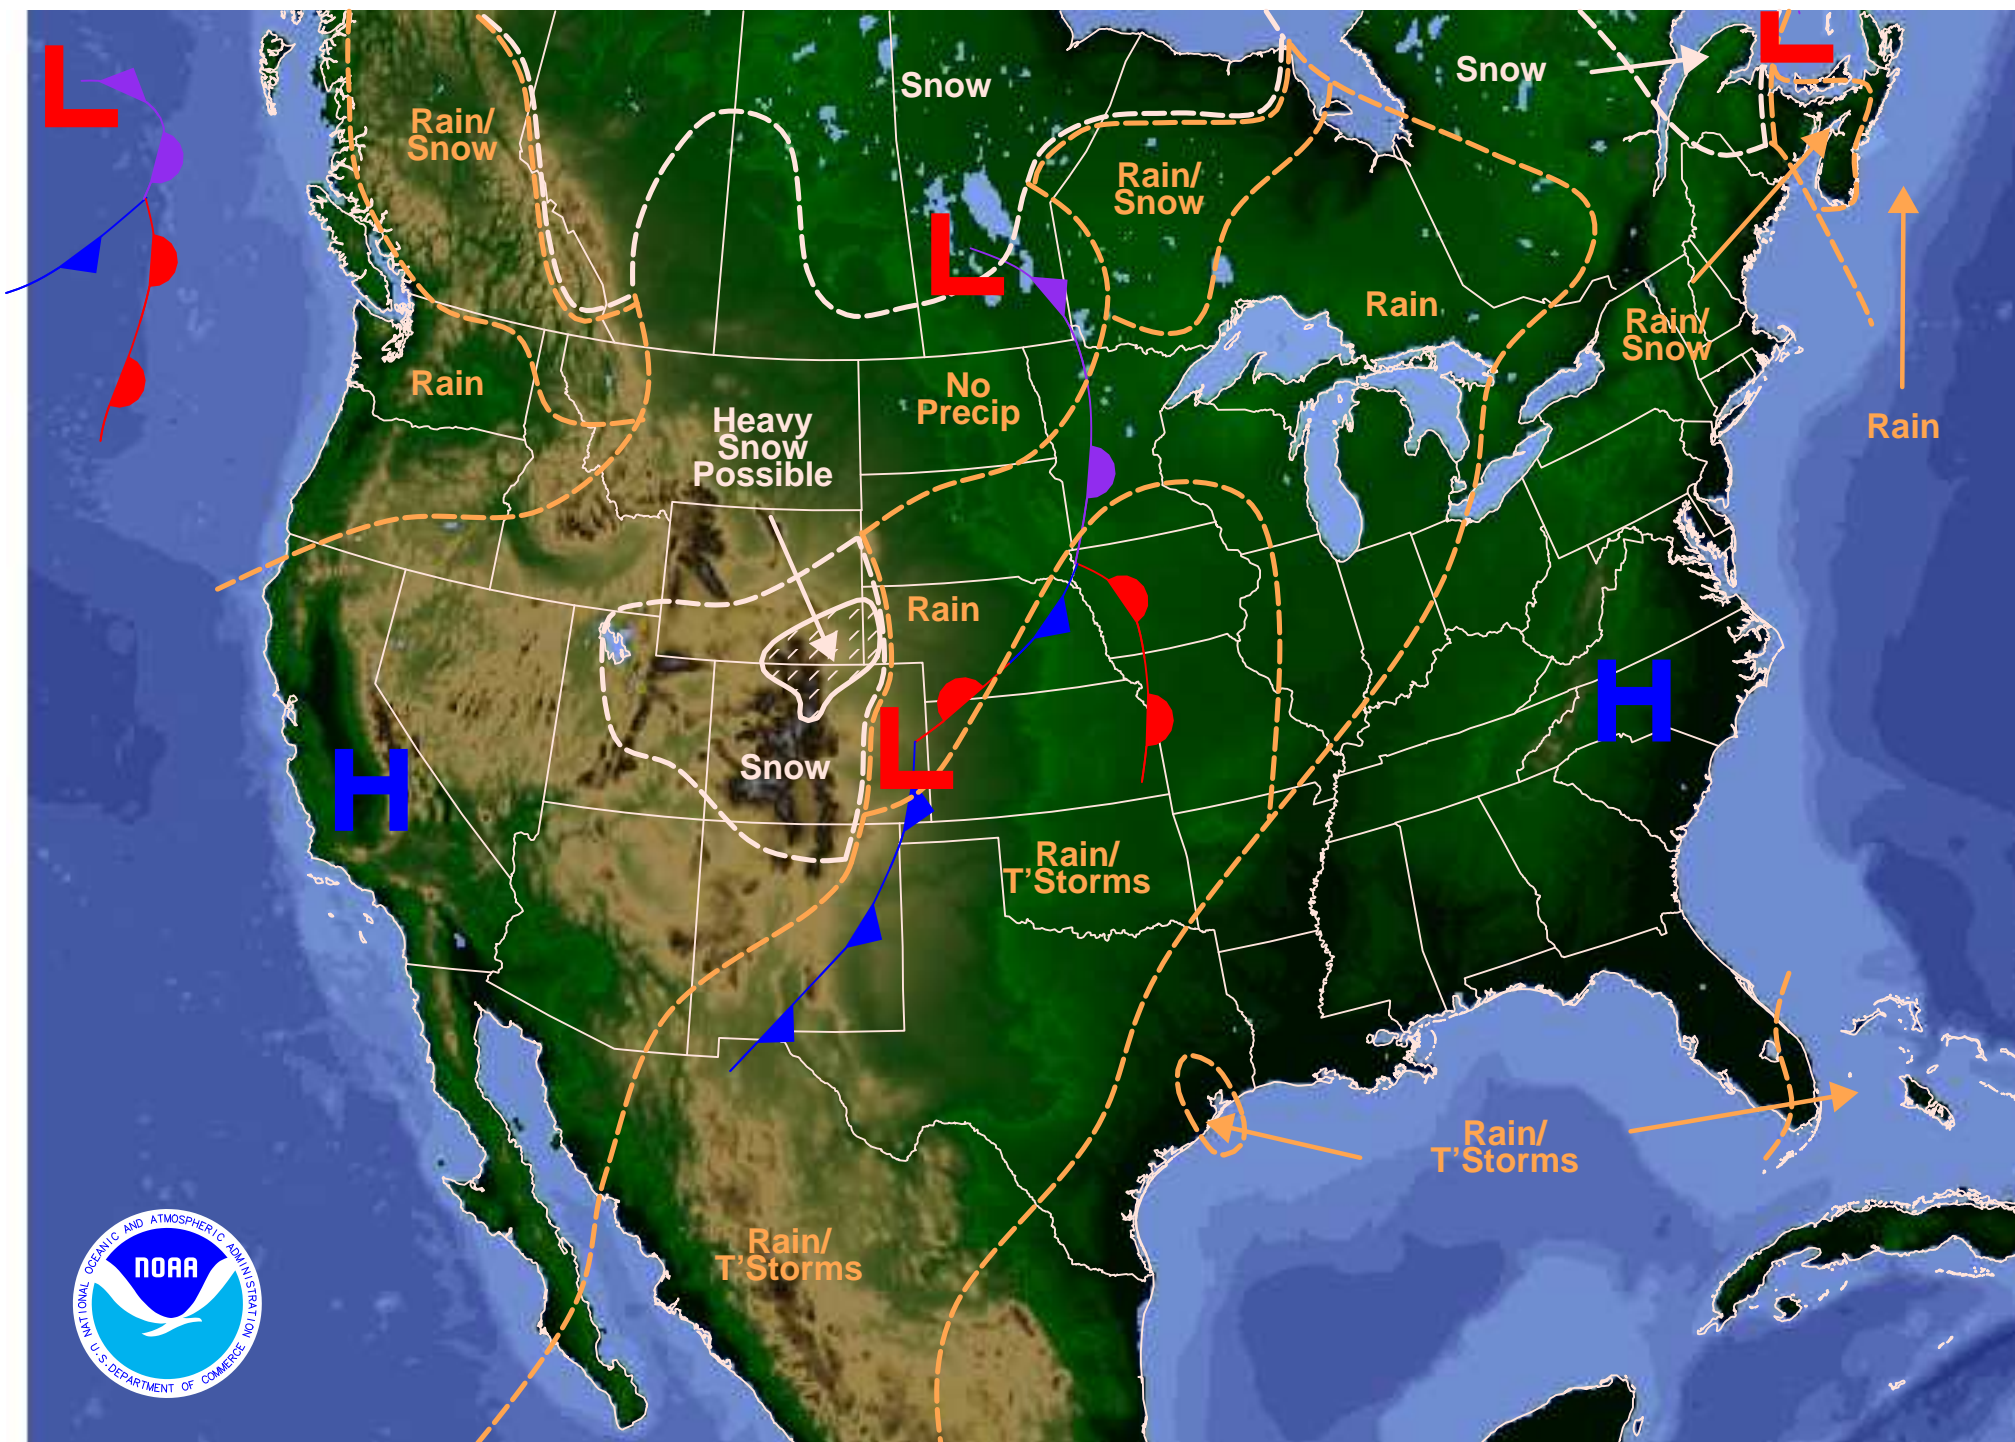 L
L
Snow
Snow
Rain/
Snow
Rain/
Snow
L
Rain
Rain/
Snow
Rain
No
Precip
Heavy
Snow
Possible
Rain
Rain
H
H
L
Snow
Rain/
T'Storms
Rain/
T'Storms
Rain/
T'Storms
NATIONAL OCEANIC AND ATMOSPHERIC ADMINISTRATION
NOAA
U.S. DEPARTMENT OF COMMERCE